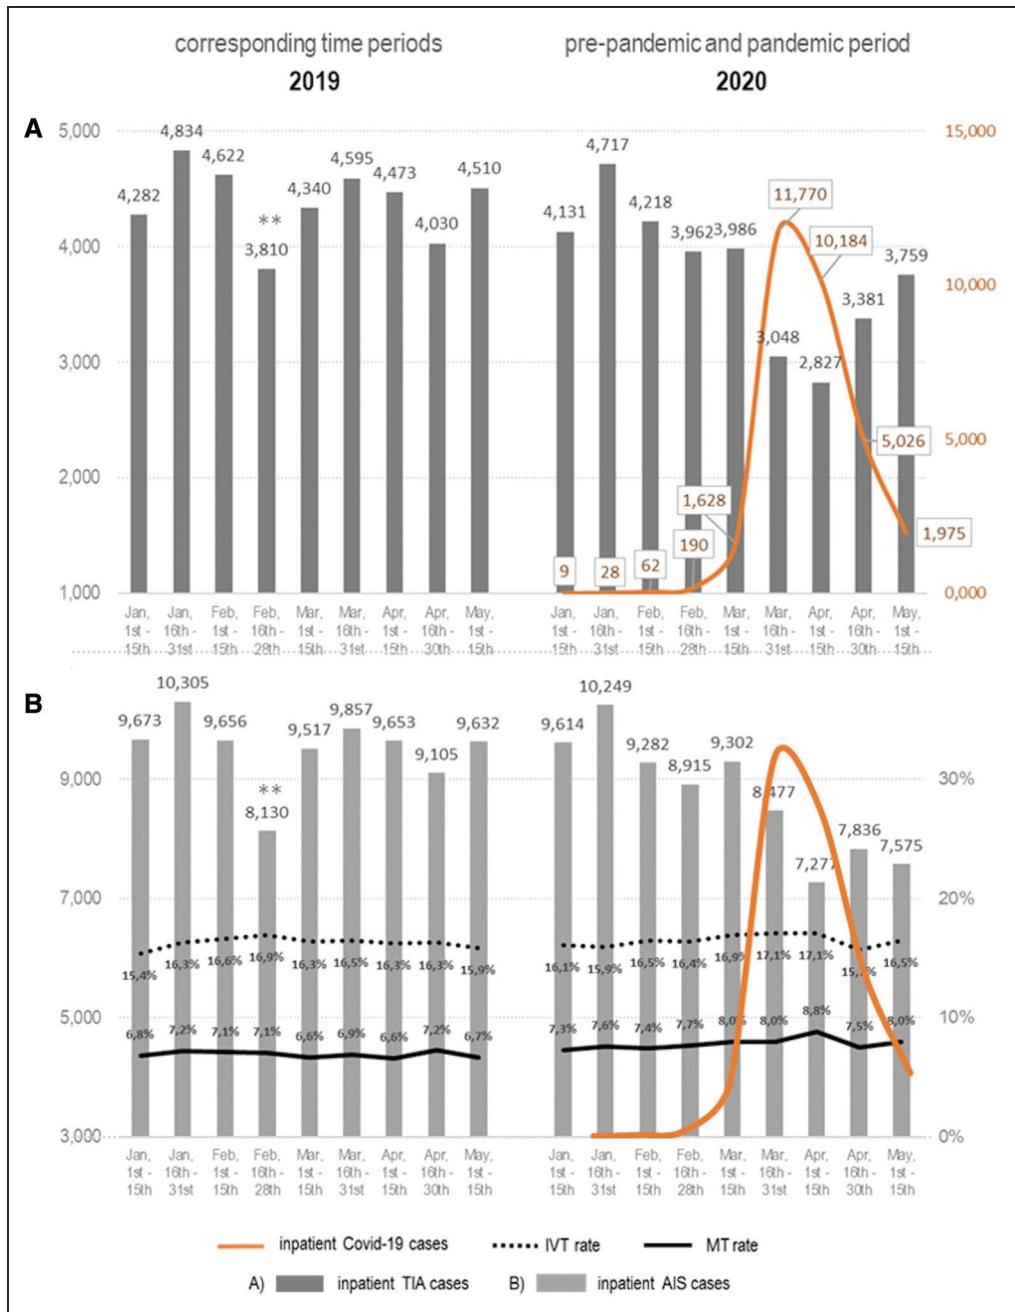 corresponding time periods
2019
pre-pandemic and pandemic period
2020
A
5,000
4,000
3,000
2,000
1,000
4,282
4,834
4,622
**
3,810
4,340
4,595
4,473
4,030
4,510
Jan, 1st - 15th
Jan, 16th - 31st
Feb, 1st - 15th
Feb, 16th - 28th
Mar, 1st - 15th
Mar, 16th - 31st
Apr, 1st - 15th
Apr, 16th - 30th
May, 1st - 15th
4,131
4,717
4,218
3,962
3,986
3,048
2,827
3,381
3,759
9
28
62
190
1,628
11,770
10,184
5,026
1,975
15,000
10,000
5,000
0,000
Jan, 1st - 15th
Jan, 16th - 31st
Feb, 1st - 15th
Feb, 16th - 28th
Mar, 1st - 15th
Mar, 16th - 31st
Apr, 1st - 15th
Apr, 16th - 30th
May, 1st - 15th
B
9,000
7,000
5,000
3,000
9,673
10,305
9,656
**
8,130
9,517
9,857
9,653
9,105
9,632
15,4%
16,3%
16,6%
16,9%
16,3%
16,5%
16,3%
16,3%
15,9%
6,8%
7,2%
7,1%
7,1%
6,6%
6,9%
6,6%
7,2%
6,7%
Jan, 1st - 15th
Jan, 16th - 31st
Feb, 1st - 15th
Feb, 16th - 28th
Mar, 1st - 15th
Mar, 16th - 31st
Apr, 1st - 15th
Apr, 16th - 30th
May, 1st - 15th
9,614
10,249
9,282
8,915
9,302
8,477
7,277
7,836
7,575
16,1%
15,9%
16,5%
16,4%
16,9%
17,1%
17,1%
16,5%
7,3%
7,6%
7,4%
7,7%
8,0%
8,0%
8,8%
7,5%
8,0%
30%
20%
10%
0%
Jan, 1st - 15th
Jan, 16th - 31st
Feb, 1st - 15th
Feb, 16th - 28th
Mar, 1st - 15th
Mar, 16th - 31st
Apr, 1st - 15th
Apr, 16th - 30th
May, 1st - 15th
inpatient Covid-19 cases
IVT rate
MT rate
A) inpatient TIA cases
B) inpatient AIS cases